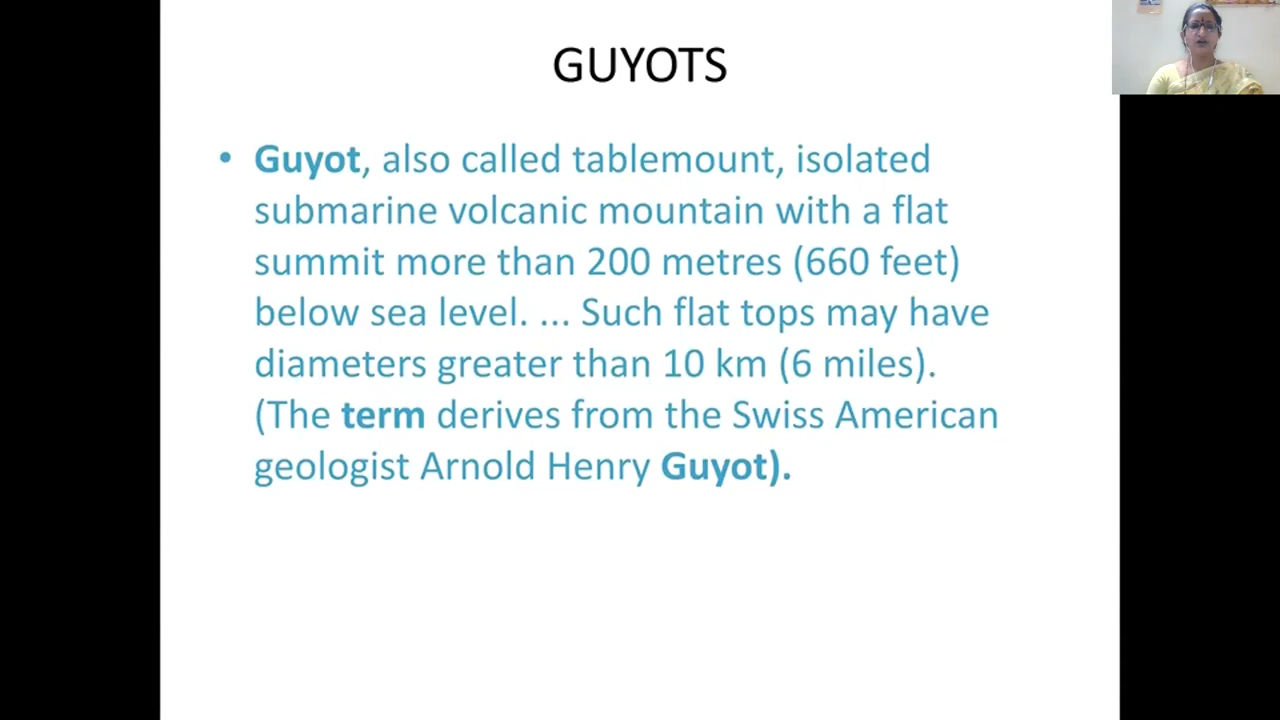 GUYOTS
• Guyot, also called tablemount, isolated
submarine volcanic mountain with a flat
summit more than 200 metres (660 feet)
below sea level. ... Such flat tops may have
diameters greater than 10 km (6 miles).
(The term derives from the Swiss American
geologist Arnold Henry Guyot).